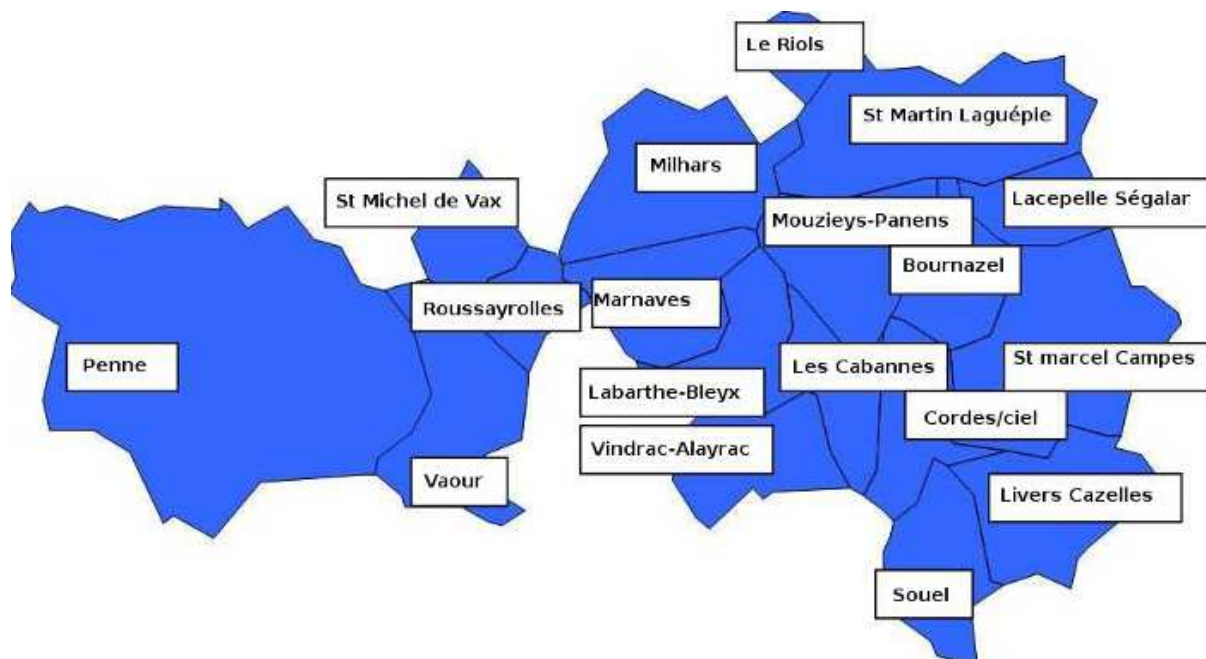 Le Riols
St Martin Laguépie
Milhars
St Michel de Vax
Lacepelle Ségalar
Mouzieys-Panens
Bournazel
Roussayrolles
Marnaves
Penne
Les Cabannes
St marcel Campes
Labarthe-Bleyx
Cordes/ciel
Vindrac-Alayrac
Vaour
Livers Cazelles
Souel